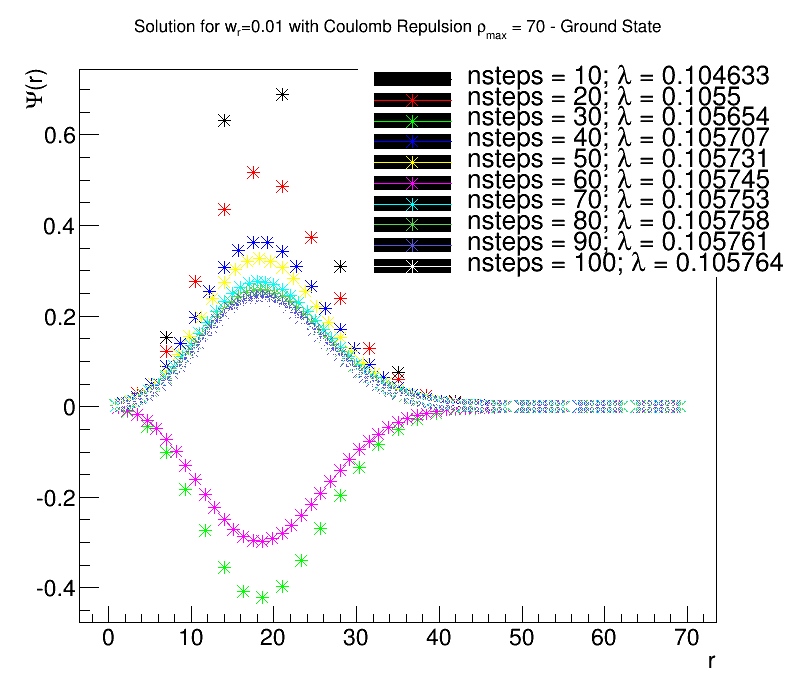 Solution for wr=0.01 with Coulomb Repulsion ρmax = 70 - Ground State
Ψ(r)
nsteps = 10; λ = 0.104633
nsteps = 20; λ = 0.1055
nsteps = 30; λ = 0.105654
nsteps = 40; λ = 0.105707
nsteps = 50; λ = 0.105731
nsteps = 60; λ = 0.105745
nsteps = 70; λ = 0.105753
nsteps = 80; λ = 0.105758
nsteps = 90; λ = 0.105761
nsteps = 100; λ = 0.105764
0.6
0.4
0.2
0
-0.2
-0.4
0 10 20 30 40 50 60 70
r